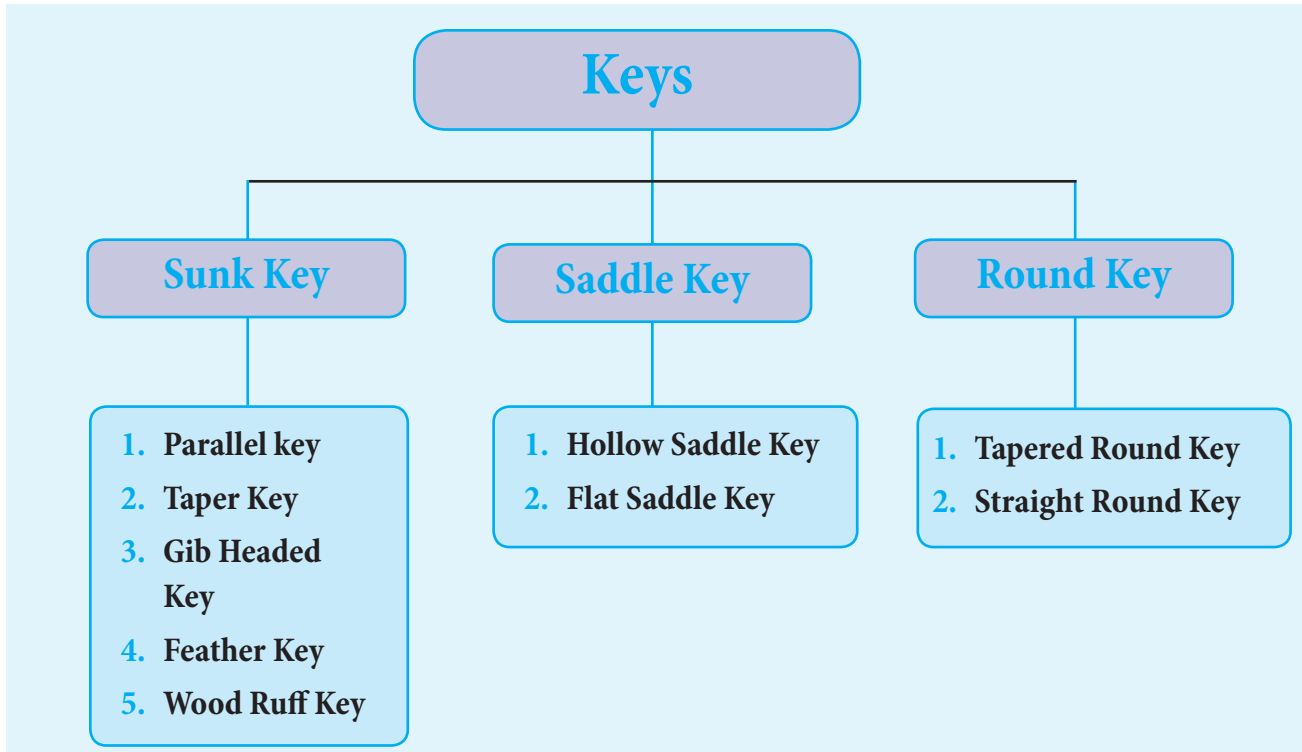 Keys
Sunk Key
Saddle Key
Round Key
1. Parallel key
2. Taper Key
3. Gib Headed
Key
4. Feather Key
5. Wood Ruff Key
1. Hollow Saddle Key
2. Flat Saddle Key
1. Tapered Round Key
2. Straight Round Key